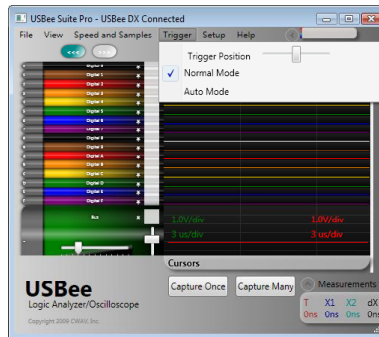 USBee Suite Pro - USBee DX Connected
File View Speed and Samples Trigger Setup Help
<<<
Trigger Position
Normal Mode
Auto Mode
Digital 1
Digital 2
Digital 3
Digital 4
Digital 5
Digital 6
Digital 7
Digital 8
Digital 9
Digital A
Digital B
Digital C
Digital D
Digital E
Digital F
Bus
1.0V/div 1.0V/div
3 us/div 3 us/div
Cursors
USBee
Logic Analyzer/Oscilloscope
Copyright 2009 CWAV, Inc.
Capture Once Capture Many
Measurements
T X1 X2 dX
0ns 0ns 0ns 0ns